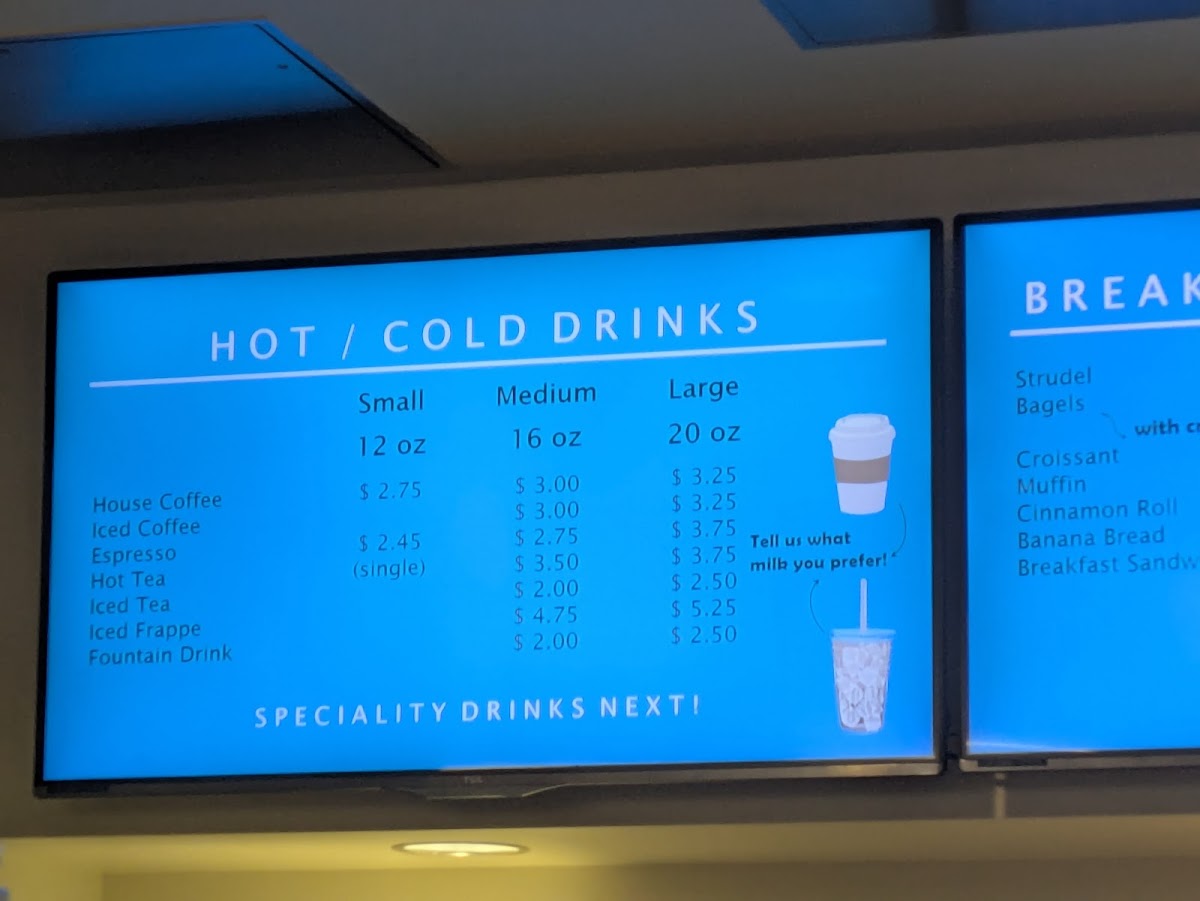 HOT / COLD DRINKS
Small Medium Large
12 oz 16 oz 20 oz
House Coffee $ 2.75 $ 3.00 $ 3.25
Iced Coffee $ 3.00 $ 3.25
Espresso $ 2.45 $ 2.75 $ 3.75
Hot Tea (single) $ 3.50 $ 3.75
Iced Tea $ 2.00 $ 2.50
Iced Frappe $ 4.75 $ 5.25
Fountain Drink $ 2.00 $ 2.50
Tell us what
milk you prefer!
SPECIALITY DRINKS NEXT!
BREAK
Strudel
Bagels
with cr
Croissant
Muffin
Cinnamon Roll
Banana Bread
Breakfast Sandw